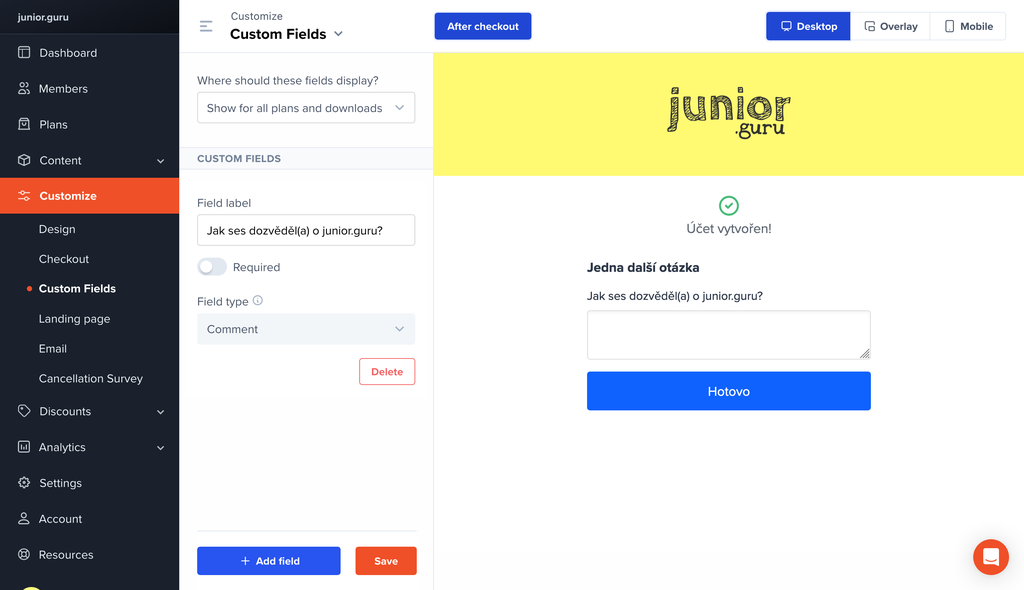 junior.guru
Dashboard
Members
Plans
Content
Customize
Design
Checkout
Custom Fields
Landing page
Email
Cancellation Survey
Discounts
Analytics
Settings
Account
Resources
Customize
Custom Fields
After checkout
Desktop
Overlay
Mobile
Where should these fields display?
Show for all plans and downloads
CUSTOM FIELDS
Field label
Jak ses dozvěděl(a) o junior.guru?
Required
Field type
Comment
Delete
+ Add field
Save
junior
.guru
Účet vytvořen!
Jedna další otázka
Jak ses dozvěděl(a) o junior.guru?
Hotovo